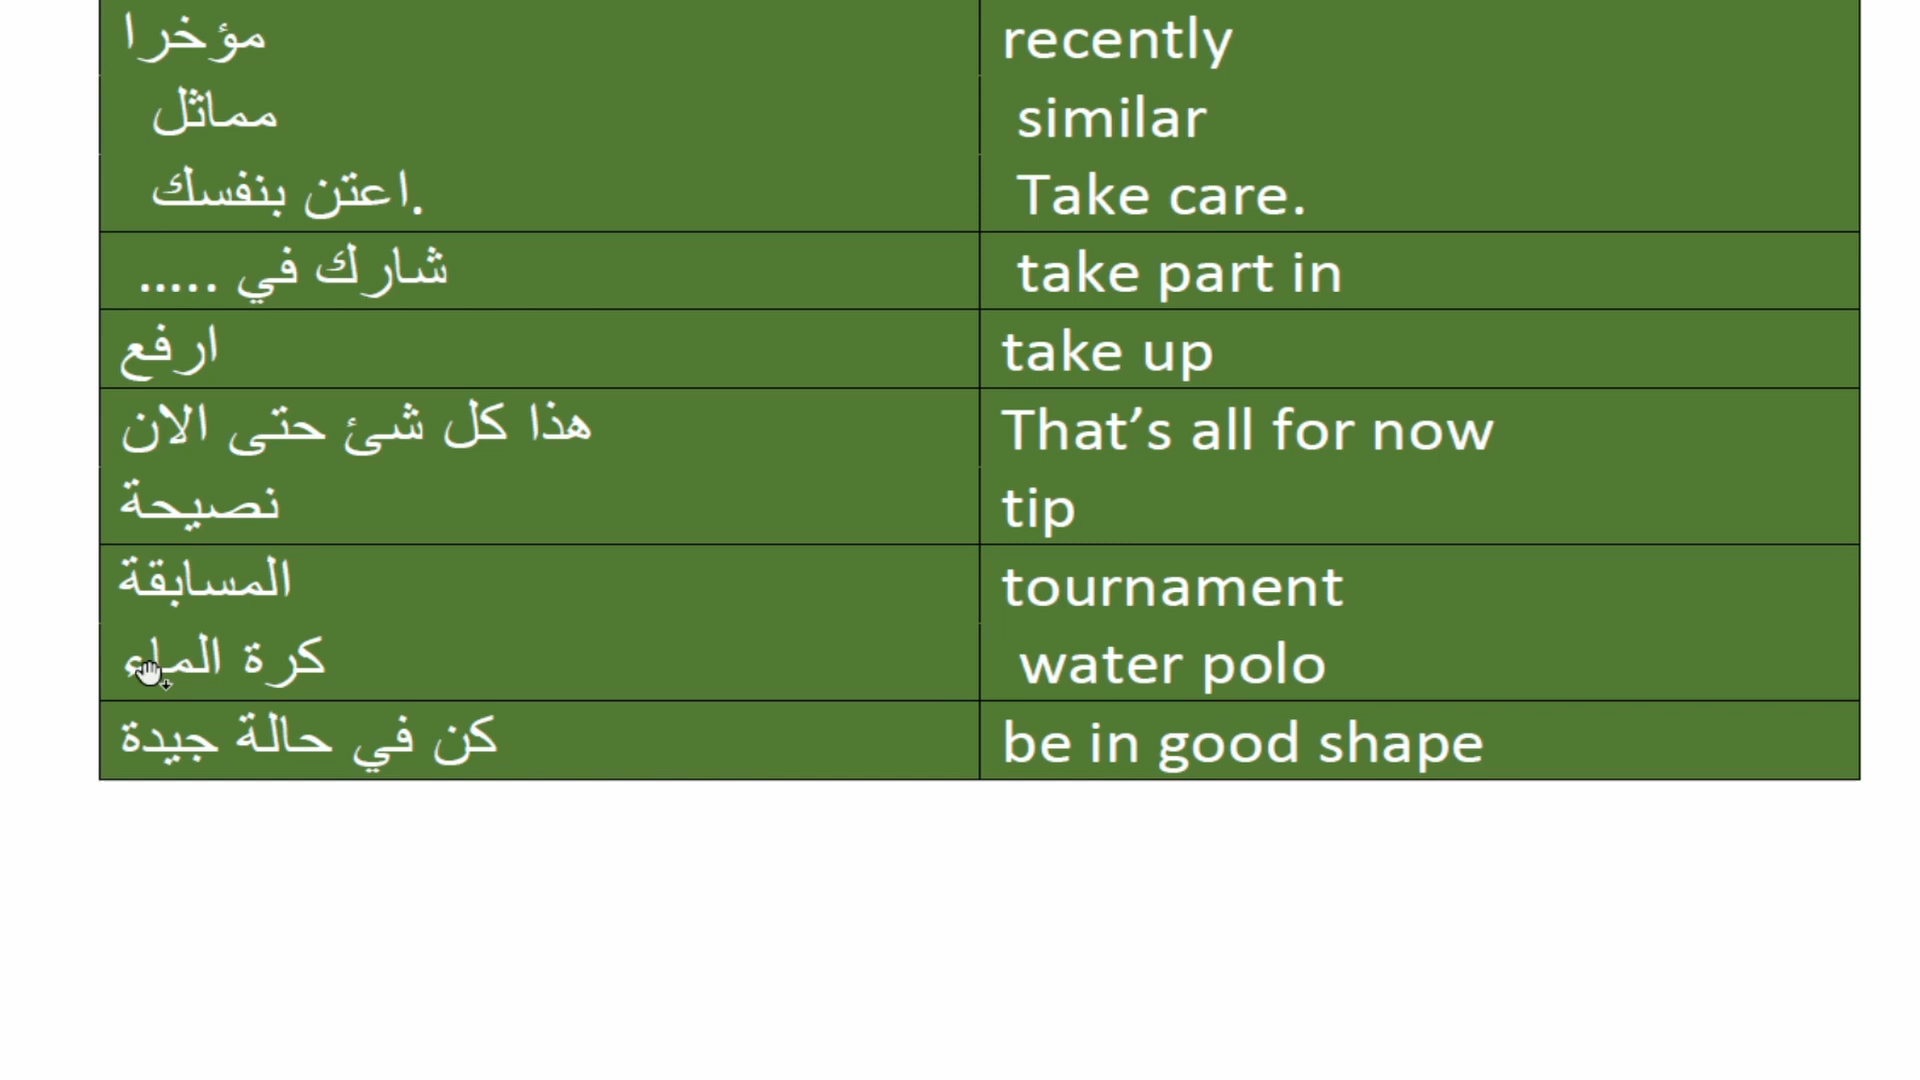 مؤخرا recently
مماثل similar
اعتن بنفسك. Take care.
شارك في ..... take part in
ارفع take up
هذا كل شئ حتى الان That’s all for now
نصيحة tip
المسابقة tournament
كرة الماء water polo
كن في حالة جيدة be in good shape